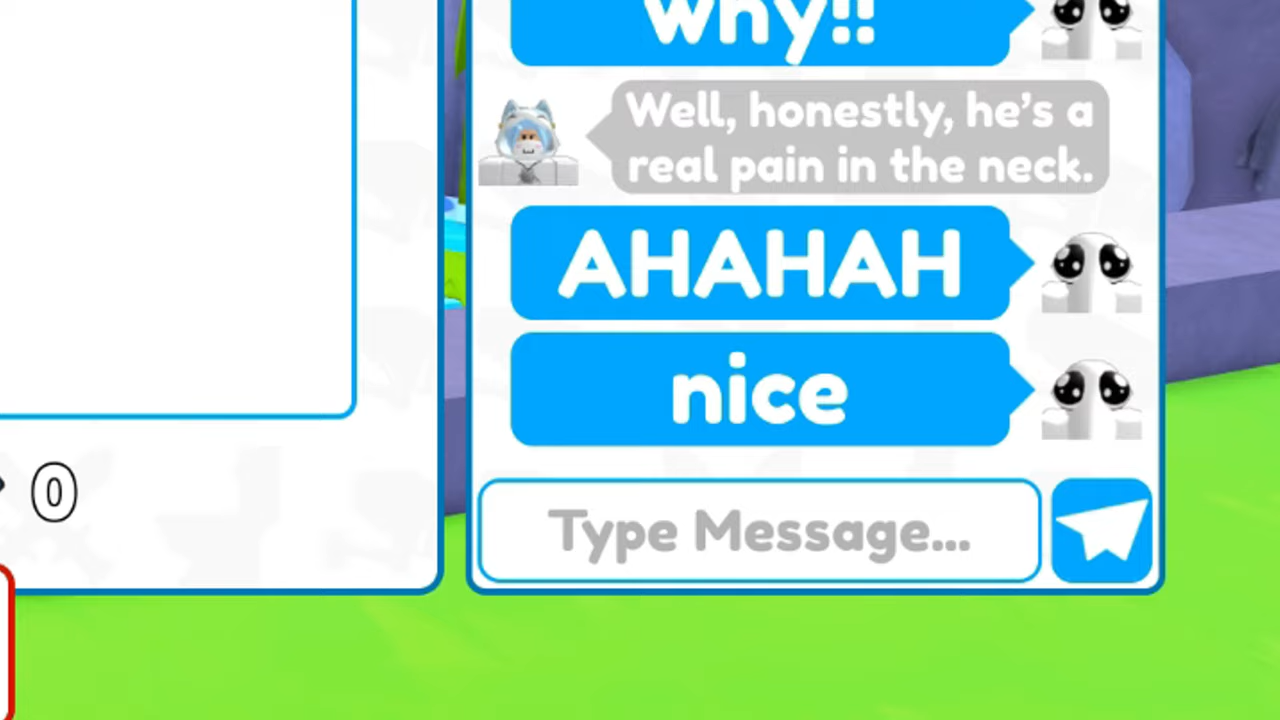 why!!
Well, honestly, he's a
real pain in the neck.
AHAHAH
nice
0
Type Message...